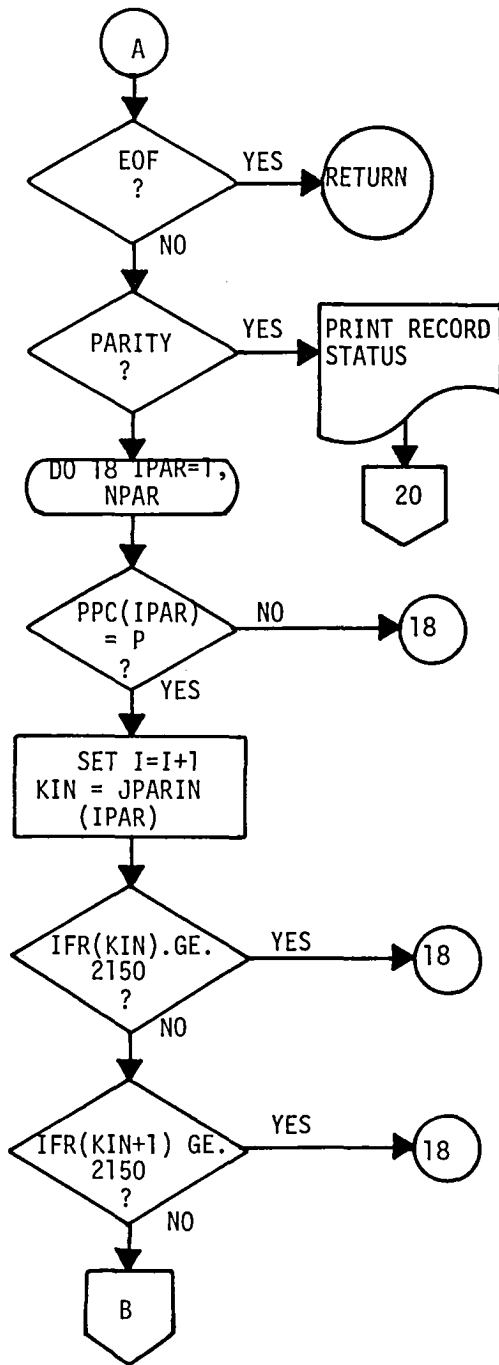 A
EOF
?
YES
RETURN
NO
PARITY
?
YES
PRINT RECORD
STATUS
20
DO 18 IPAR=1,
NPAR
PPC(IPAR)
= P
?
NO
18
YES
SET I=I+1
KIN = JPARIN
(IPAR)
IFR(KIN).GE.
2150
?
YES
18
NO
IFR(KIN+1) GE.
2150
?
YES
18
NO
B